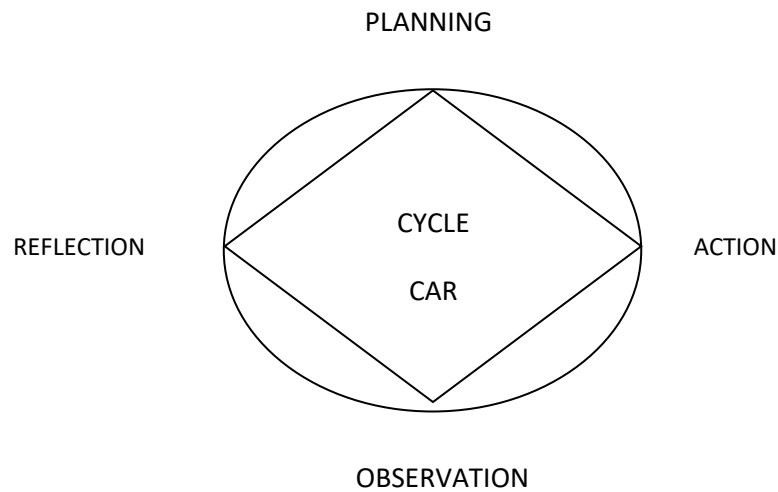 PLANNING
CYCLE
REFLECTION
ACTION
CAR
OBSERVATION